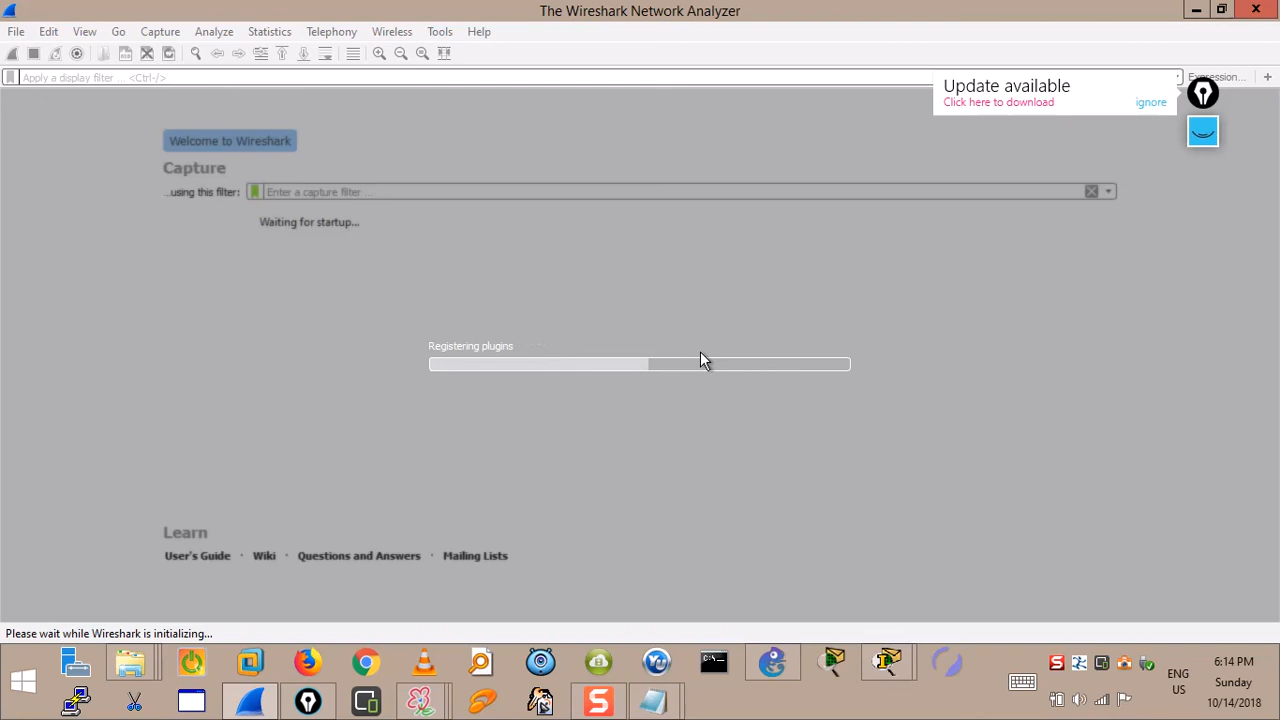 The Wireshark Network Analyzer
File Edit View Go Capture Analyze Statistics Telephony Wireless Tools Help
Apply a display filter ... <Ctrl-/>
Expression...
Update available
Click here to download ignore
Welcome to Wireshark
Capture
...using this filter: Enter a capture filter ...
Waiting for startup...
Registering plugins
Learn
User's Guide · Wiki · Questions and Answers · Mailing Lists
Please wait while Wireshark is initializing...
ENG
US
6:14 PM
Sunday
10/14/2018